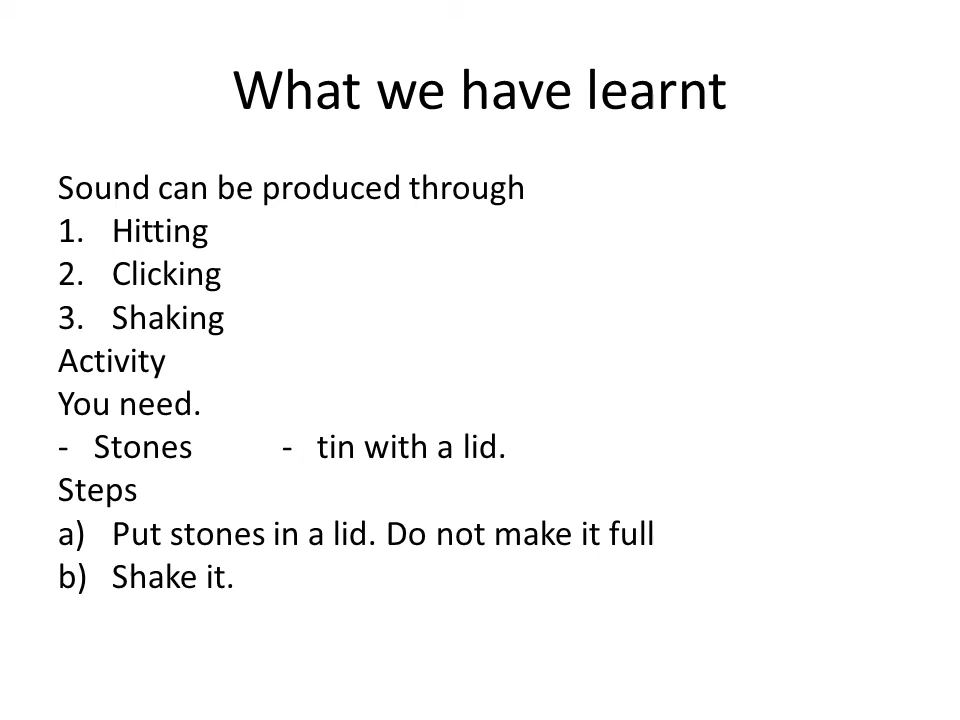 What we have learnt
Sound can be produced through
1. Hitting
2. Clicking
3. Shaking
Activity
You need.
- Stones - tin with a lid.
Steps
a) Put stones in a lid. Do not make it full
b) Shake it.